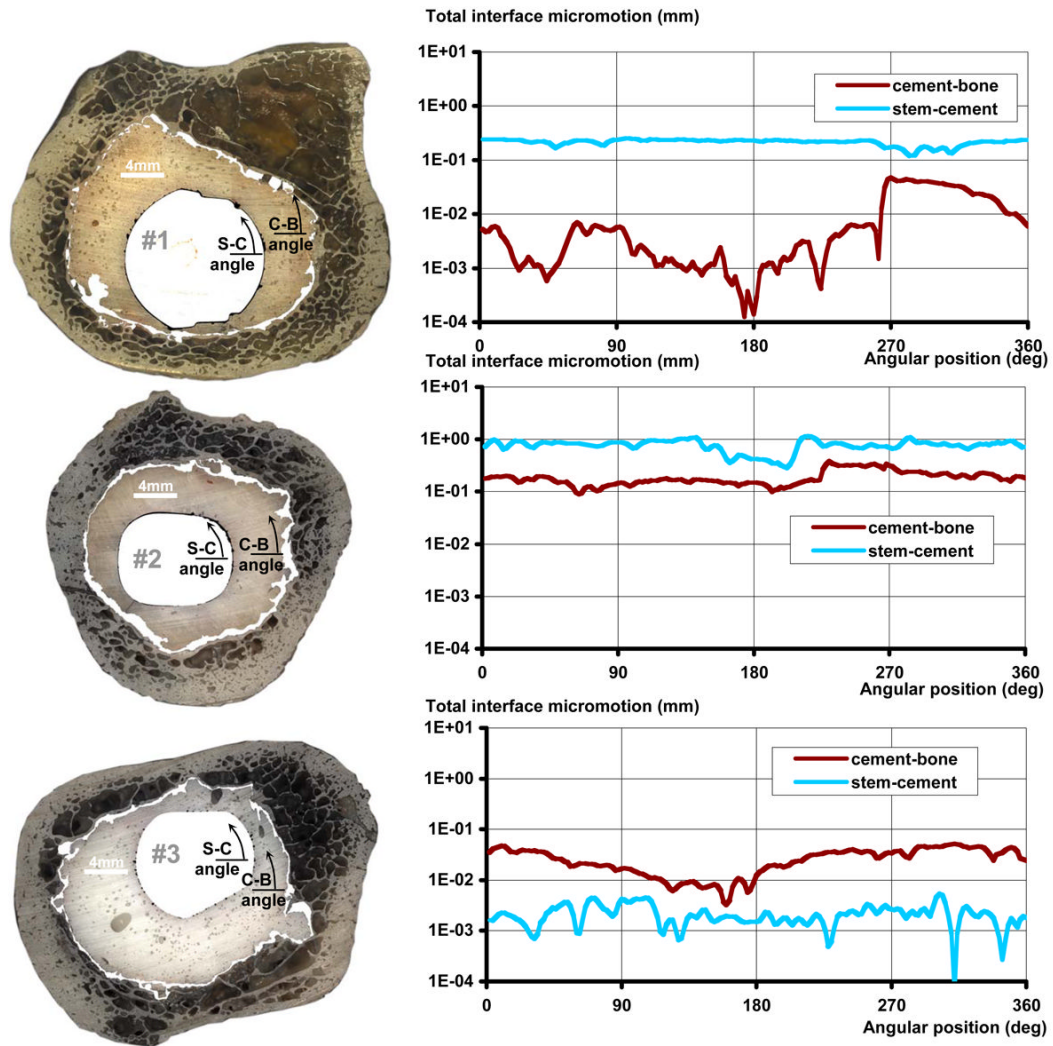 Total interface micromotion (mm)
1E+01
1E+00
1E-01
1E-02
1E-03
1E-04
cement-bone
stem-cement
0
90
180
270
360
Angular position (deg)
4mm
#1
S-C
angle
C-B
angle
Total interface micromotion (mm)
1E+01
1E+00
1E-01
1E-02
1E-03
1E-04
cement-bone
stem-cement
0
90
180
270
360
Angular position (deg)
4mm
#2
S-C
angle
C-B
angle
Total interface micromotion (mm)
1E+01
1E+00
1E-01
1E-02
1E-03
1E-04
cement-bone
stem-cement
0
90
180
270
360
Angular position (deg)
4mm
#3
S-C
angle
C-B
angle